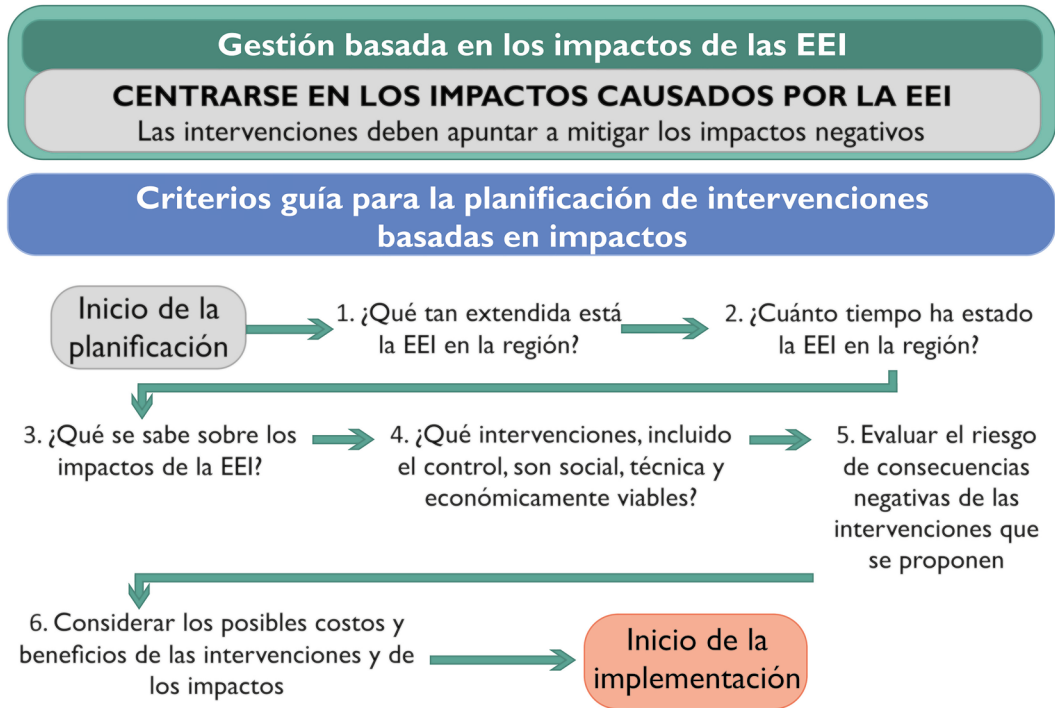 Gestión basada en los impactos de las EEI
CENTRARSE EN LOS IMPACTOS CAUSADOS POR LA EEI
Las intervenciones deben apuntar a mitigar los impactos negativos
Criterios guía para la planificación de intervenciones
basadas en impactos
Inicio de la
planificación
1. ¿Qué tan extendida está
la EEI en la región?
2. ¿Cuánto tiempo ha estado
la EEI en la región?
3. ¿Qué se sabe sobre los
impactos de la EEI?
4. ¿Qué intervenciones, incluido
el control, son social, técnica y
económicamente viables?
5. Evaluar el riesgo
de consecuencias
negativas de las
intervenciones que
se proponen
6. Considerar los posibles costos y
beneficios de las intervenciones y de
los impactos
Inicio de la
implementación